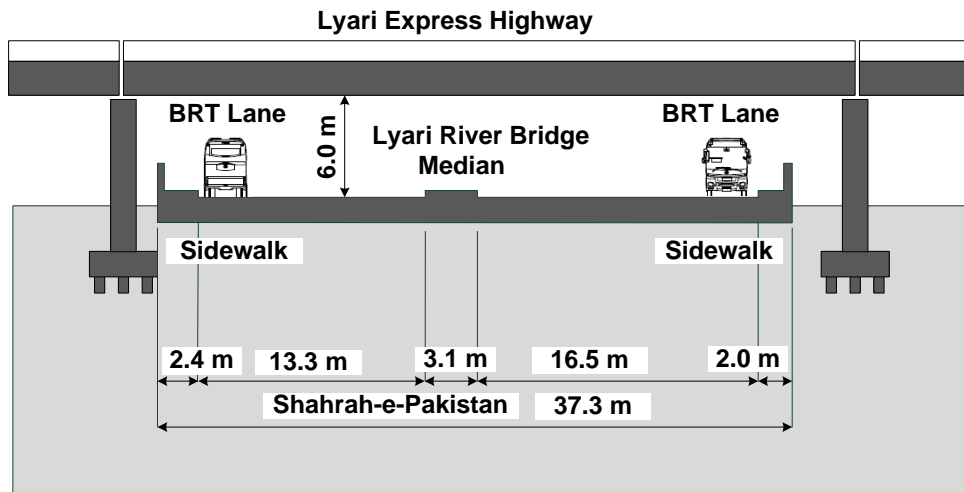 Lyari Express Highway
BRT Lane
BRT Lane
6.0 m
Lyari River Bridge
Median
Sidewalk
Sidewalk
2.4 m
13.3 m
3.1 m
16.5 m
2.0 m
Shahrah-e-Pakistan
37.3 m